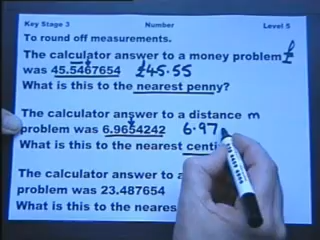 Key Stage 3 Number Level 5
To round off measurements.
The calculator answer to a money problem £
was 45.5467654 £45.55
What is this to the nearest penny?
The calculator answer to a distance m
problem was 6.9654242 6.97
What is this to the nearest centi
The calculator answer to a
problem was 23.487654
What is this to the neares